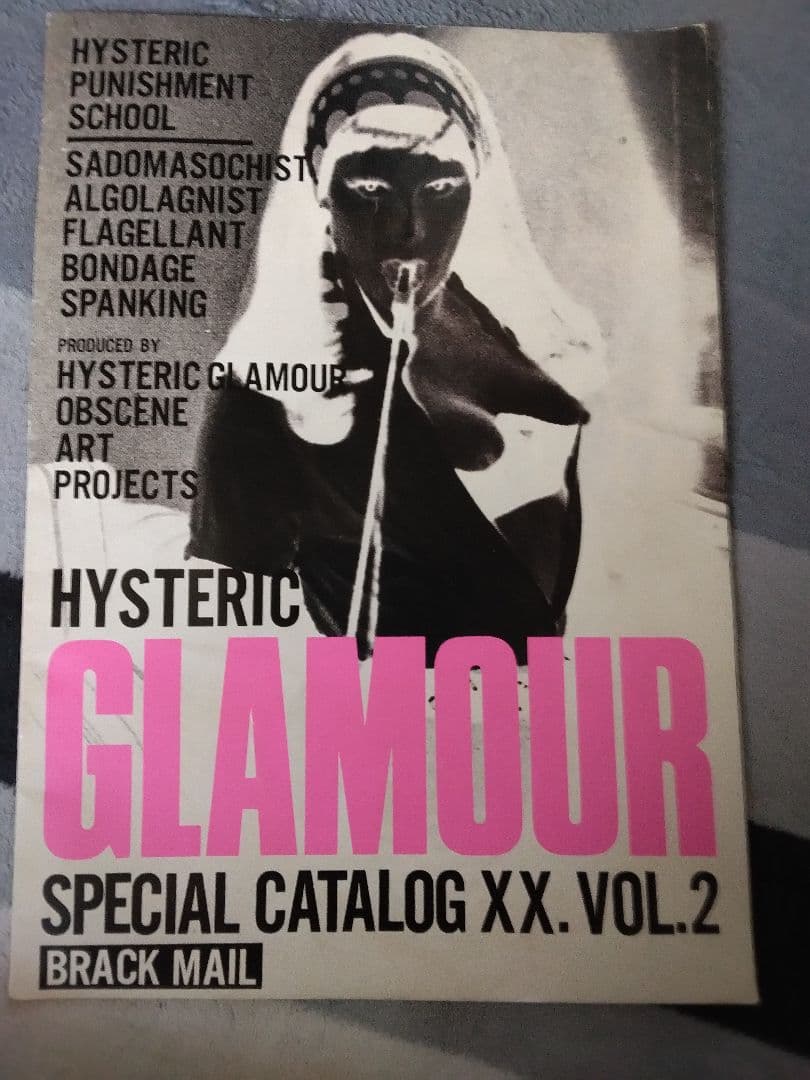 HYSTERIC
PUNISHMENT
SCHOOL
SADOMASOCHIST
ALGOLAGNIST
FLAGELLANT
BONDAGE
SPANKING
PRODUCED BY
HYSTERIC GLAMOUR
OBSCENE
ART
PROJECTS
HYSTERIC
GLAMOUR
SPECIAL CATALOG XX. VOL.2
BRACK MAIL